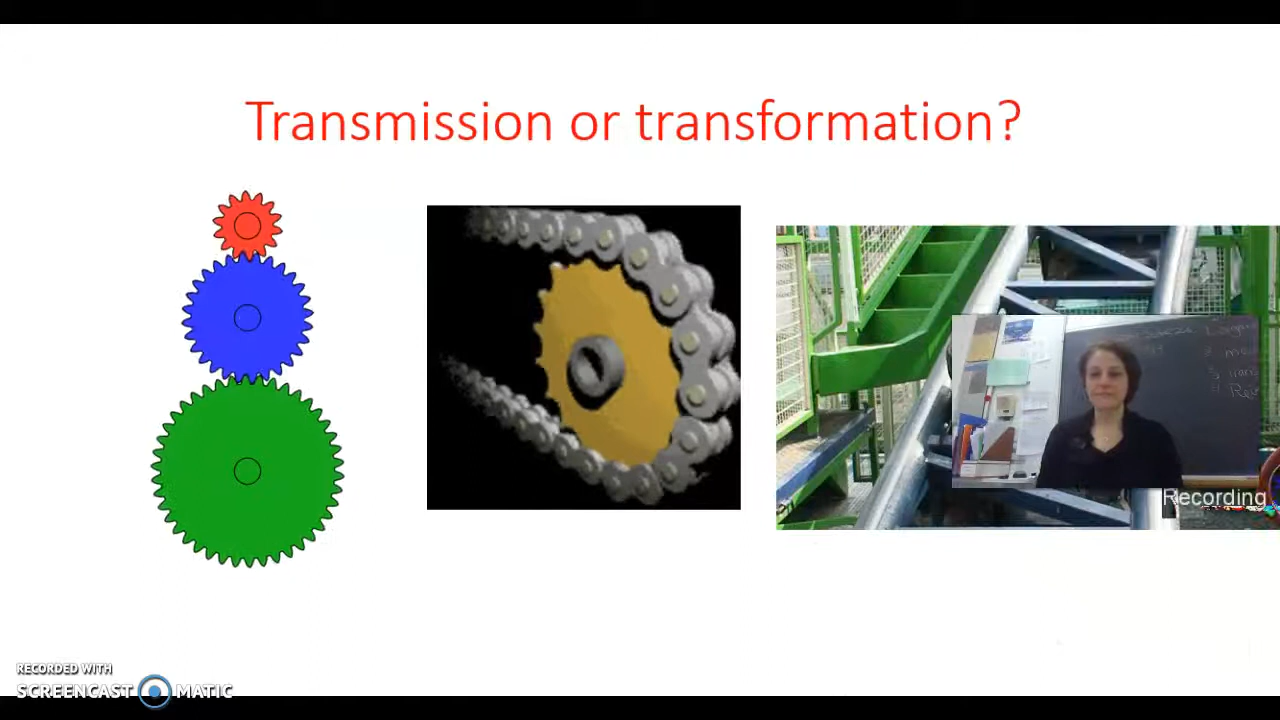 Transmission or transformation?
Recording
RECORDED WITH
SCREENCAST MATIC